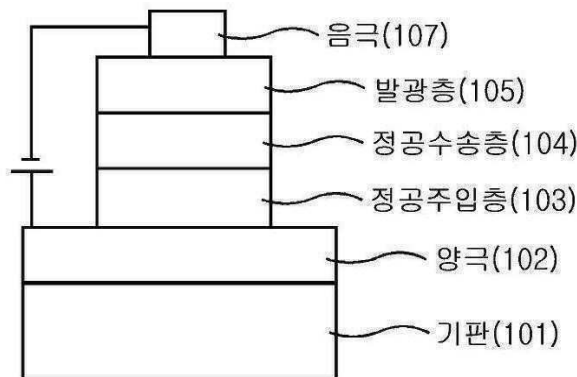 음극(107)
발광층(105)
정공수송층(104)
정공주입층(103)
양극(102)
기판(101)